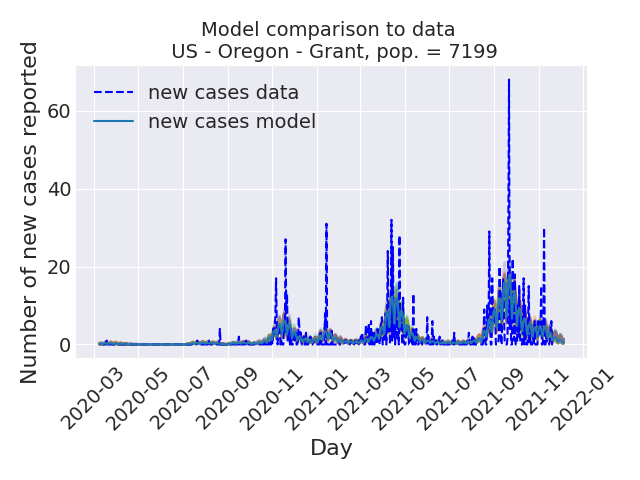 Model comparison to data
US - Oregon - Grant, pop. = 7199
Number of new cases reported
60
40
20
0
new cases data
new cases model
2020-03
2020-05
2020-07
2020-09
2020-11
2021-01
2021-03
2021-05
2021-07
2021-09
2021-11
2022-01
Day